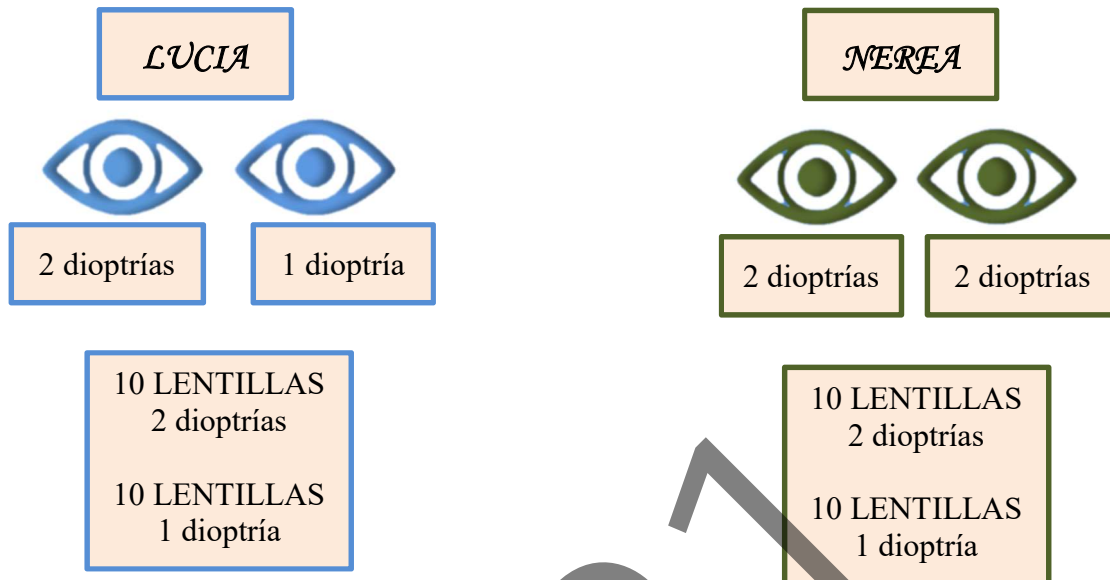 LUCIA
2 dioptrías
1 dioptría
10 LENTILLAS
2 dioptrías
10 LENTILLAS
1 dioptría
NEREA
2 dioptrías
2 dioptrías
10 LENTILLAS
2 dioptrías
10 LENTILLAS
1 dioptría